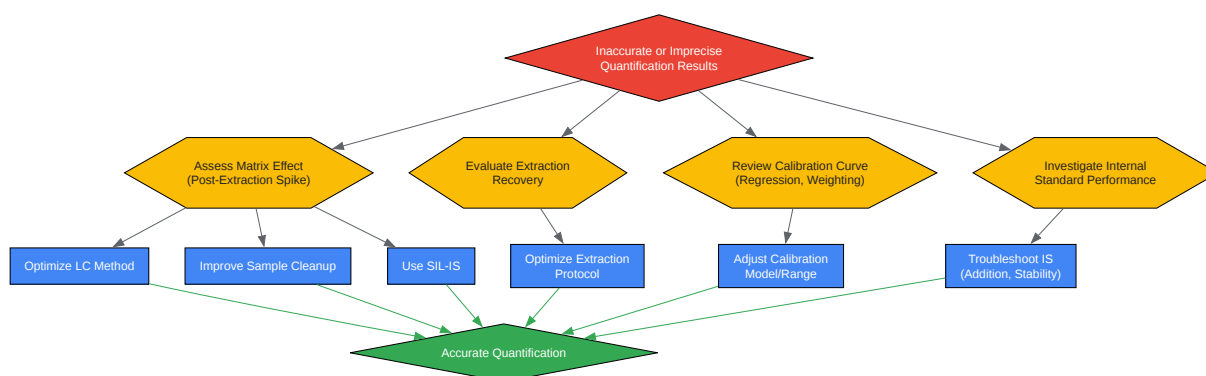 Inaccurate or Imprecise
Quantification Results
Assess Matrix Effect
(Post-Extraction Spike)
Evaluate Extraction
Recovery
Review Calibration Curve
(Regression, Weighting)
Investigate Internal
Standard Performance
Optimize LC Method
Improve Sample Cleanup
Use SIL-IS
Optimize Extraction
Protocol
Adjust Calibration
Model/Range
Troubleshoot IS
(Addition, Stability)
Accurate Quantification